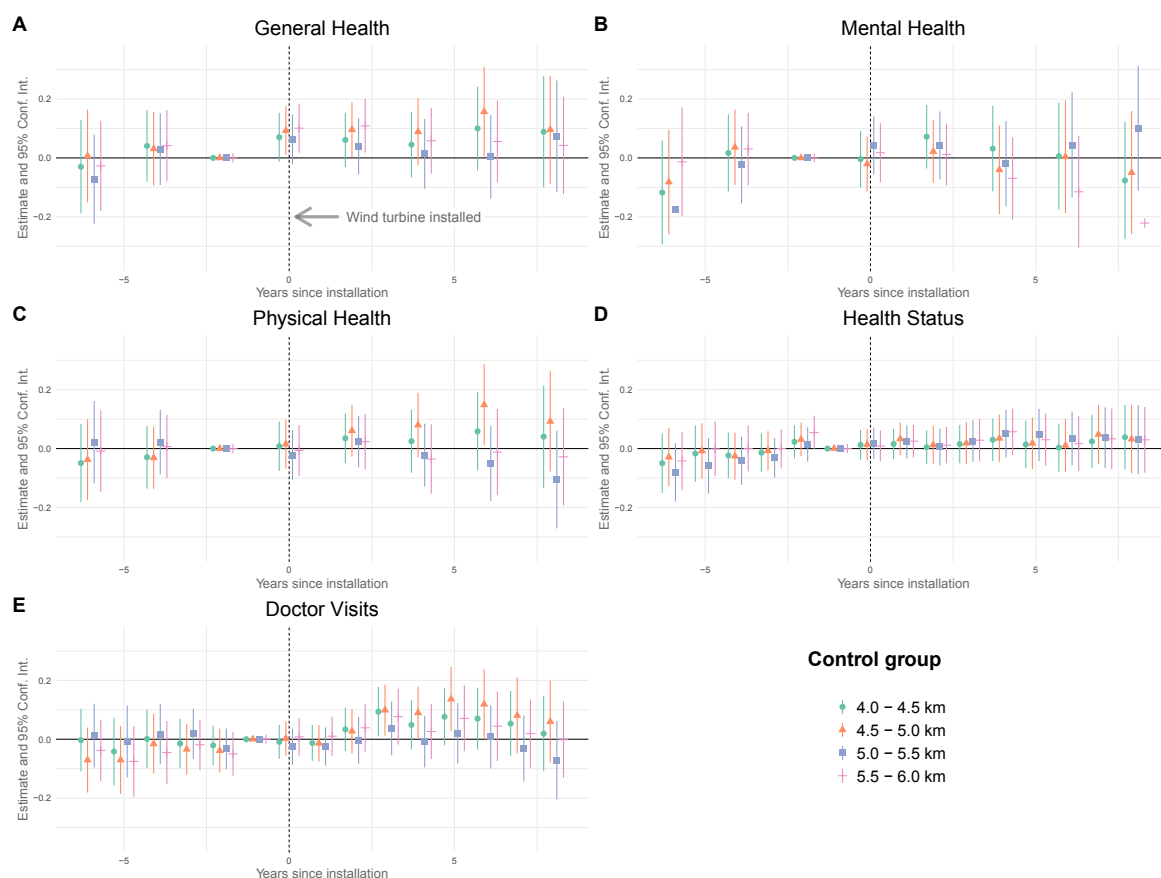 A
General Health
Estimate and 95% Conf. Int.
0.2
0.0
−0.2
Wind turbine installed
−5
0
5
Years since installation
B
Mental Health
Estimate and 95% Conf. Int.
0.2
0.0
−0.2
−5
0
5
Years since installation
C
Physical Health
Estimate and 95% Conf. Int.
0.2
0.0
−0.2
−5
0
5
Years since installation
D
Health Status
Estimate and 95% Conf. Int.
0.2
0.0
−0.2
−5
0
5
Years since installation
E
Doctor Visits
Estimate and 95% Conf. Int.
0.2
0.0
−0.2
−5
0
5
Years since installation
Control group
4.0 − 4.5 km
4.5 − 5.0 km
5.0 − 5.5 km
5.5 − 6.0 km